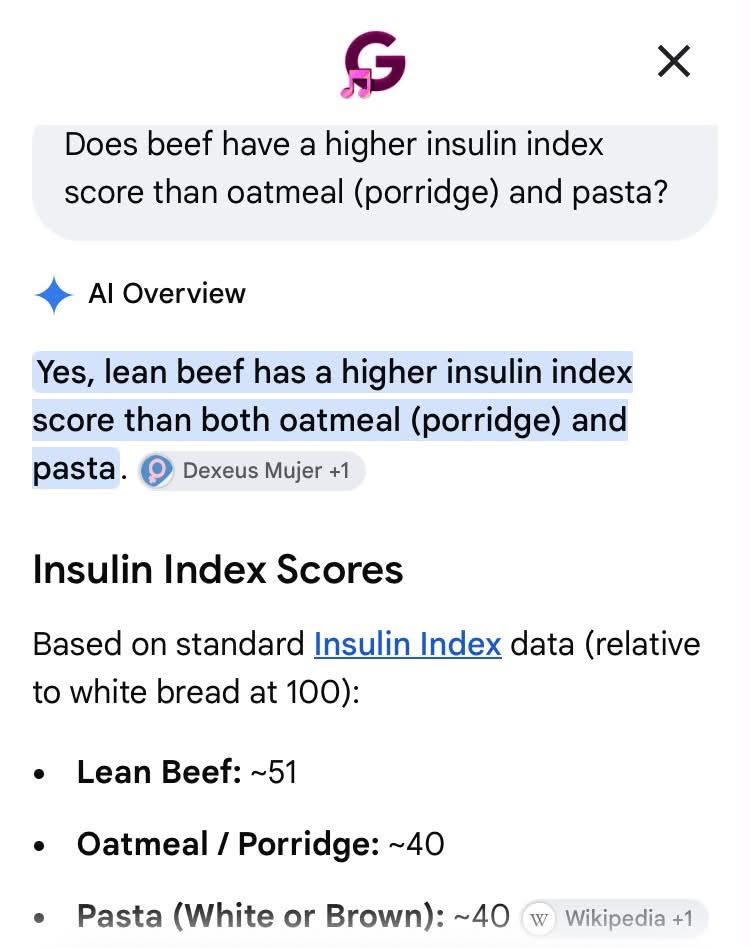 G
Does beef have a higher insulin index
score than oatmeal (porridge) and pasta?
AI Overview
Yes, lean beef has a higher insulin index
score than both oatmeal (porridge) and
pasta. Dexeus Mujer +1
Insulin Index Scores
Based on standard Insulin Index data (relative
to white bread at 100):
• Lean Beef: ~51
• Oatmeal / Porridge: ~40
• Pasta (White or Brown): ~40 W Wikipedia +1